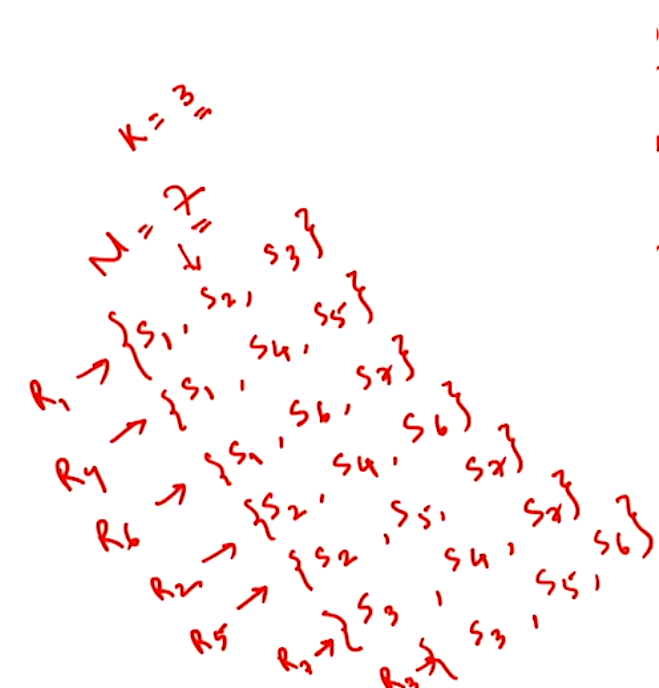 K = 3
N = 7
↓
R1 → {S1, S2, S3}
R4 → {S1, S4, S5}
R6 → {S1, S6, S7}
R2 → {S2, S4, S6}
R5 → {S2, S5, S7}
R7 → {S3, S4, S7}
R3 → {S3, S5, S6}